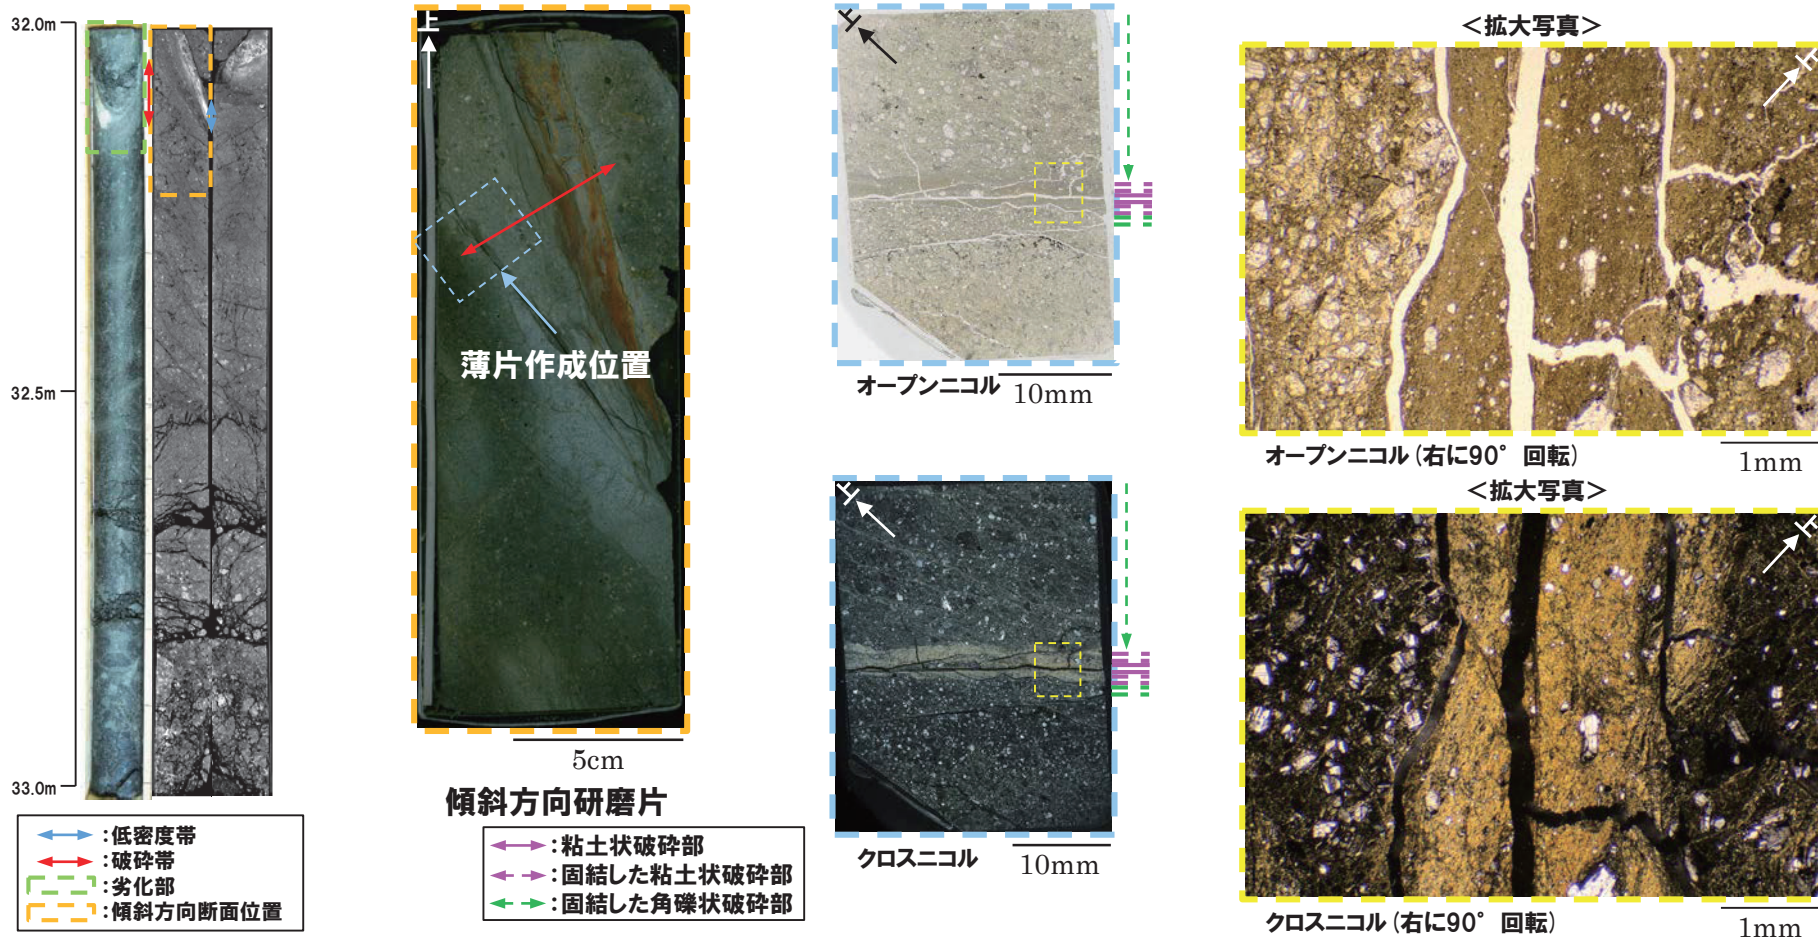 32.0m
32.5m
33.0m
:低密度帯
:破砕帯
:劣化部
:傾斜方向断面位置
上
薄片作成位置
5cm
傾斜方向研磨片
:粘土状破砕部
:固結した粘土状破砕部
:固結した角礫状破砕部
上
オープンニコル
10mm
上
クロスニコル
10mm
<拡大写真>
上
オープンニコル(右に90°回転)
1mm
<拡大写真>
上
クロスニコル(右に90°回転)
1mm